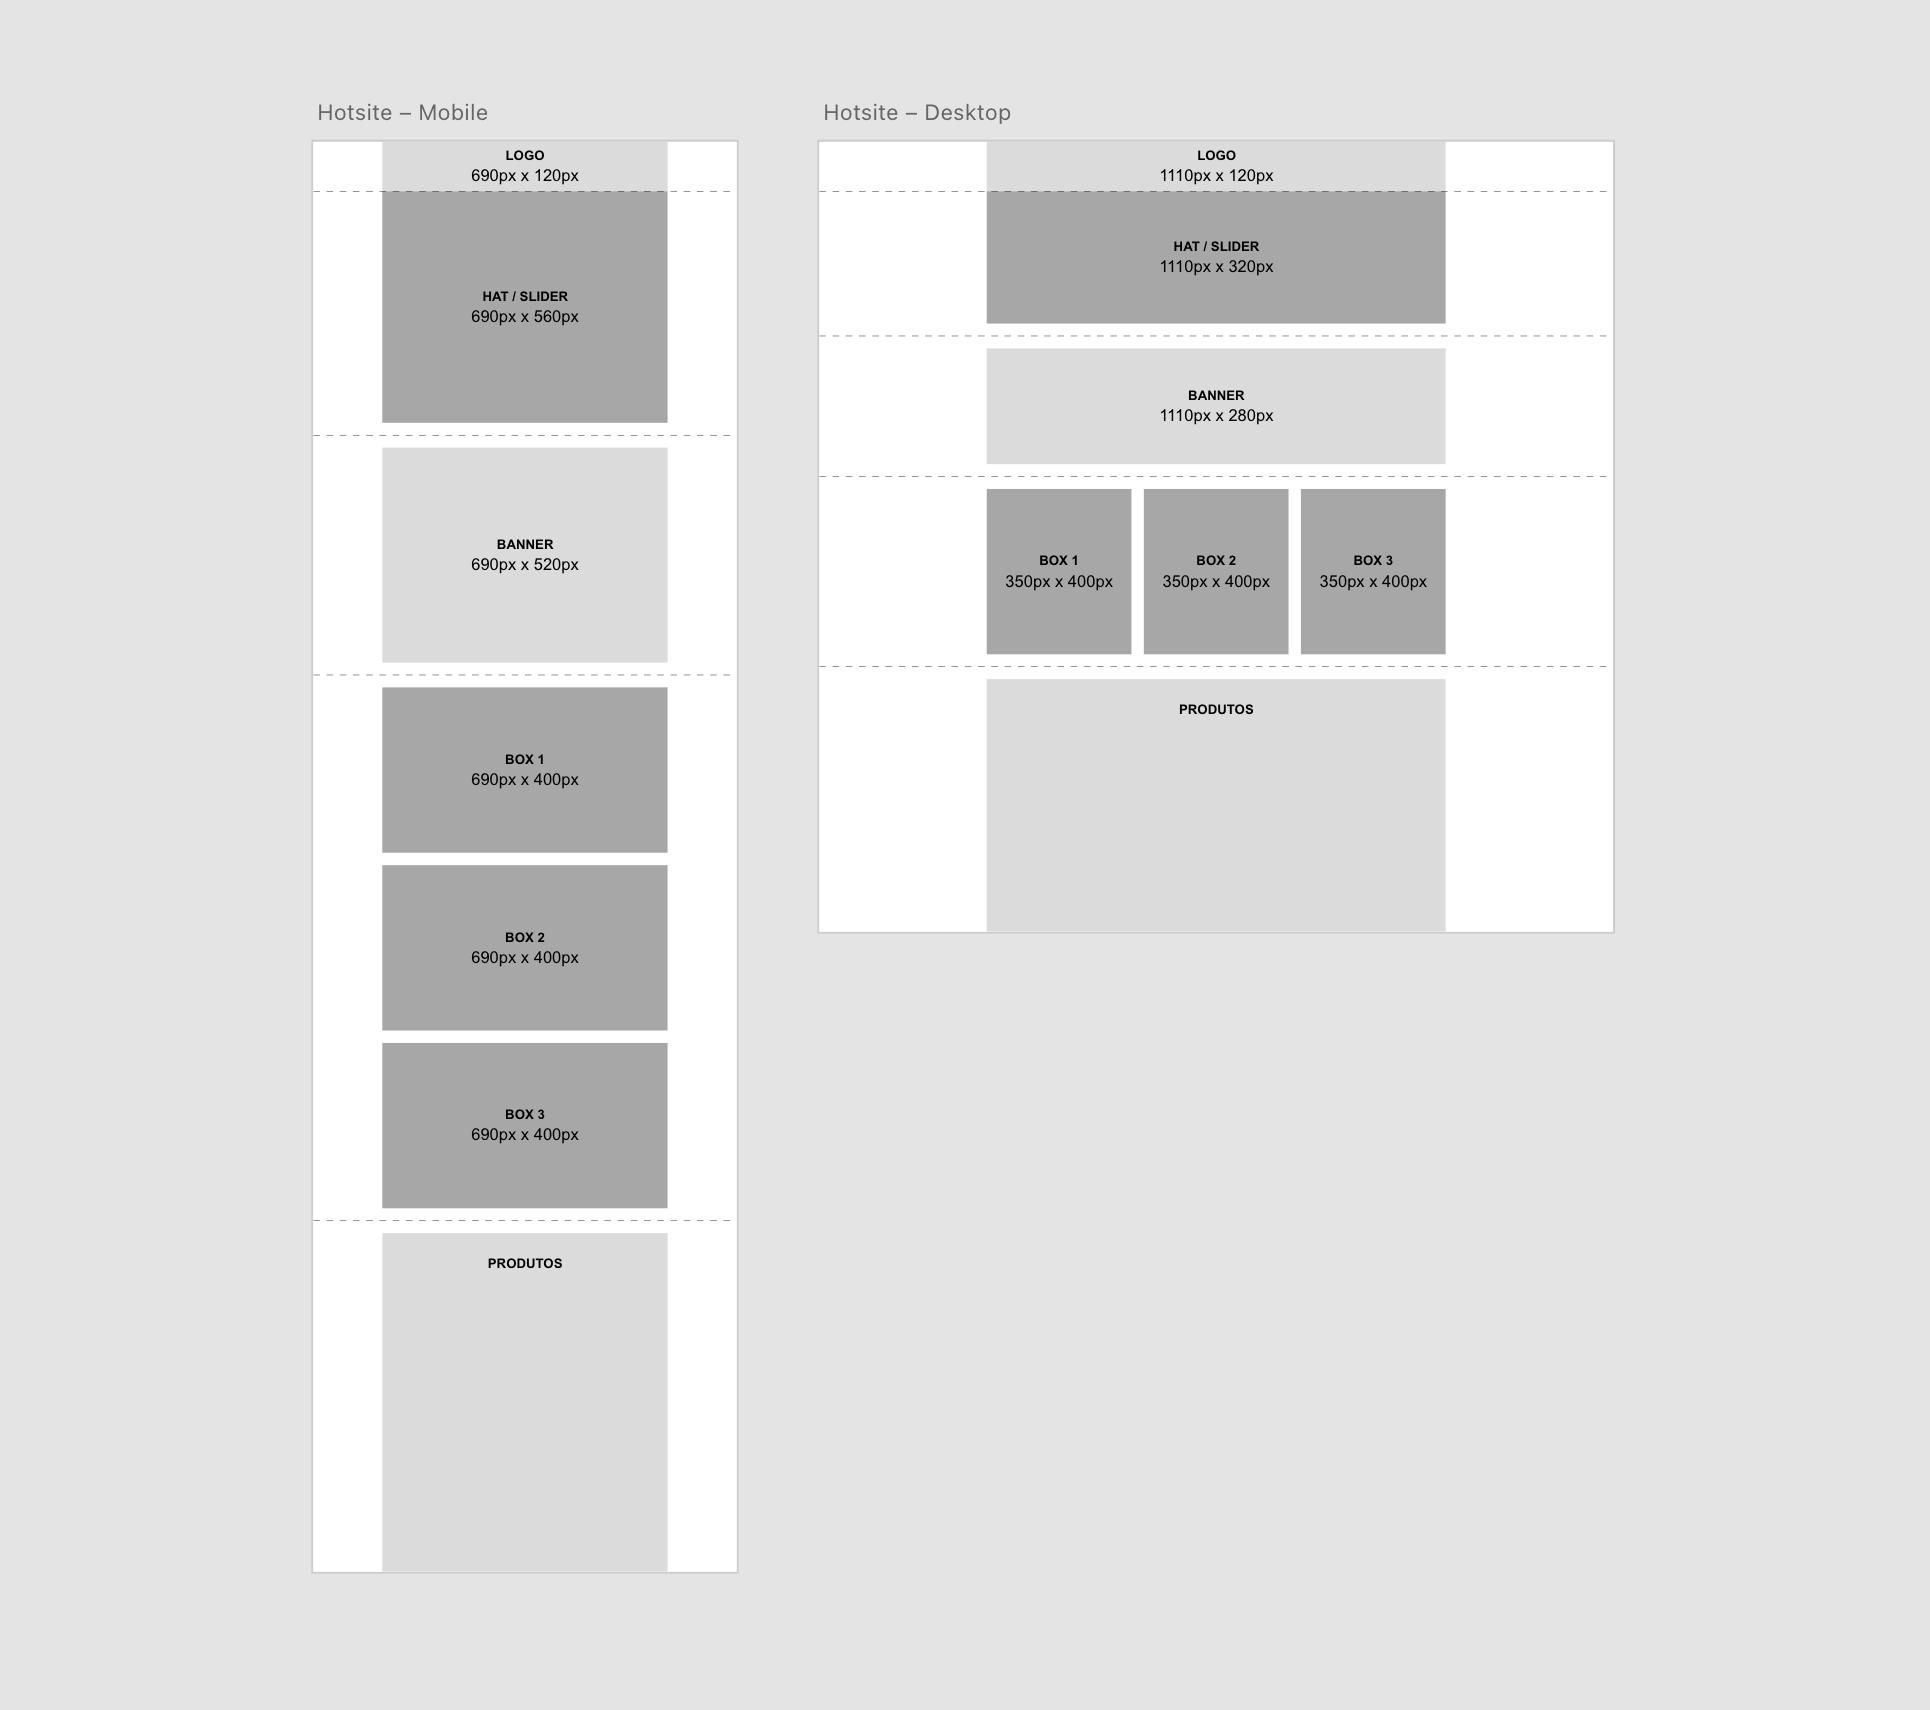 Hotsite – Mobile
LOGO
690px x 120px
HAT / SLIDER
690px x 560px
BANNER
690px x 520px
BOX 1
690px x 400px
BOX 2
690px x 400px
BOX 3
690px x 400px
PRODUTOS
Hotsite – Desktop
LOGO
1110px x 120px
HAT / SLIDER
1110px x 320px
BANNER
1110px x 280px
BOX 1
350px x 400px
BOX 2
350px x 400px
BOX 3
350px x 400px
PRODUTOS